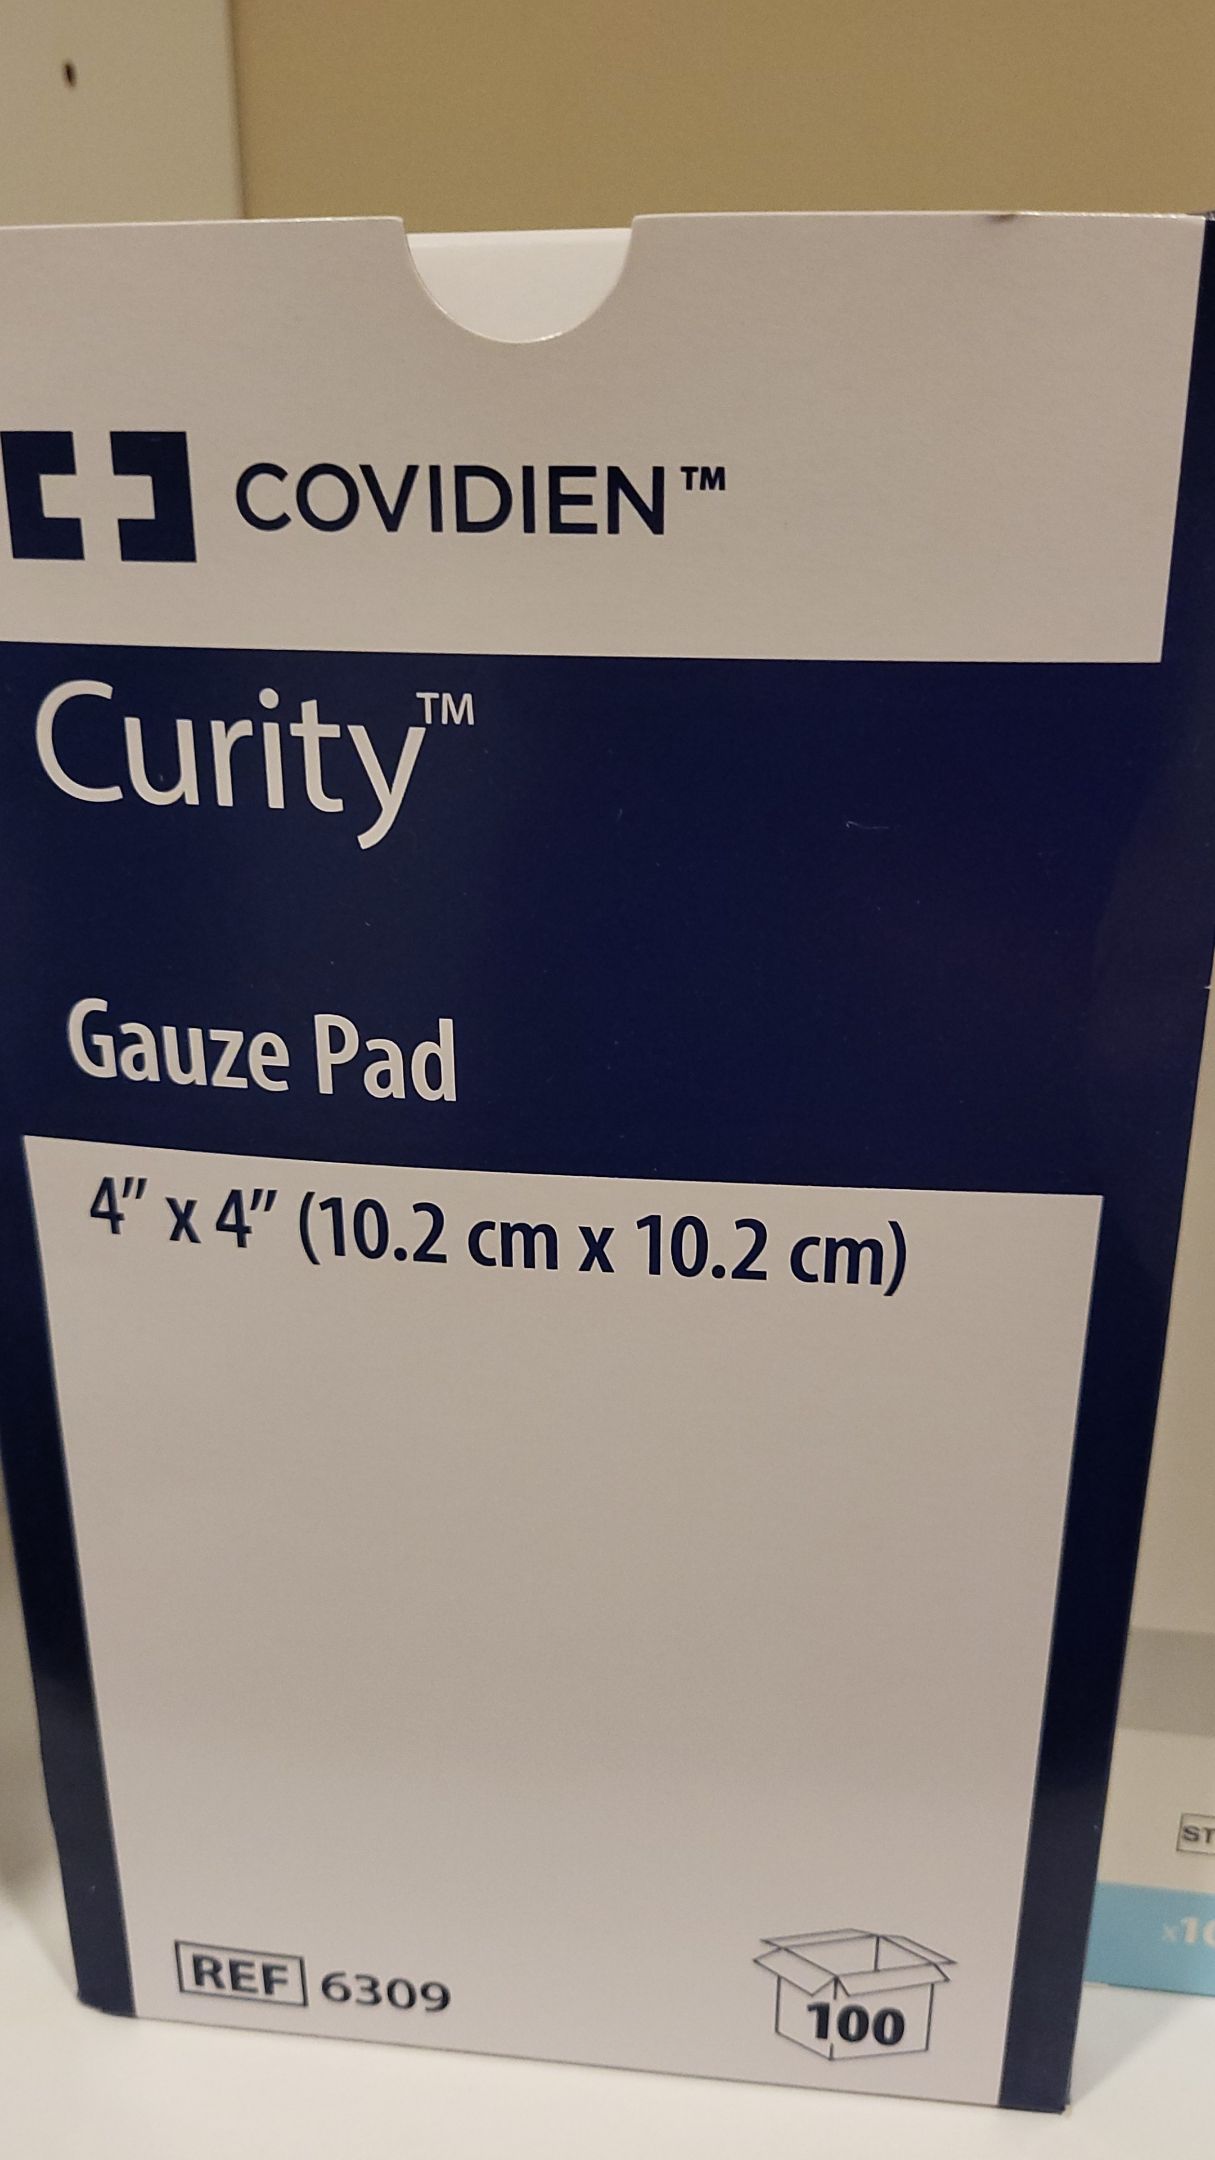 COVIDIEN™
Curity™
Gauze Pad
4" x 4" (10.2 cm x 10.2 cm)
REF 6309
100